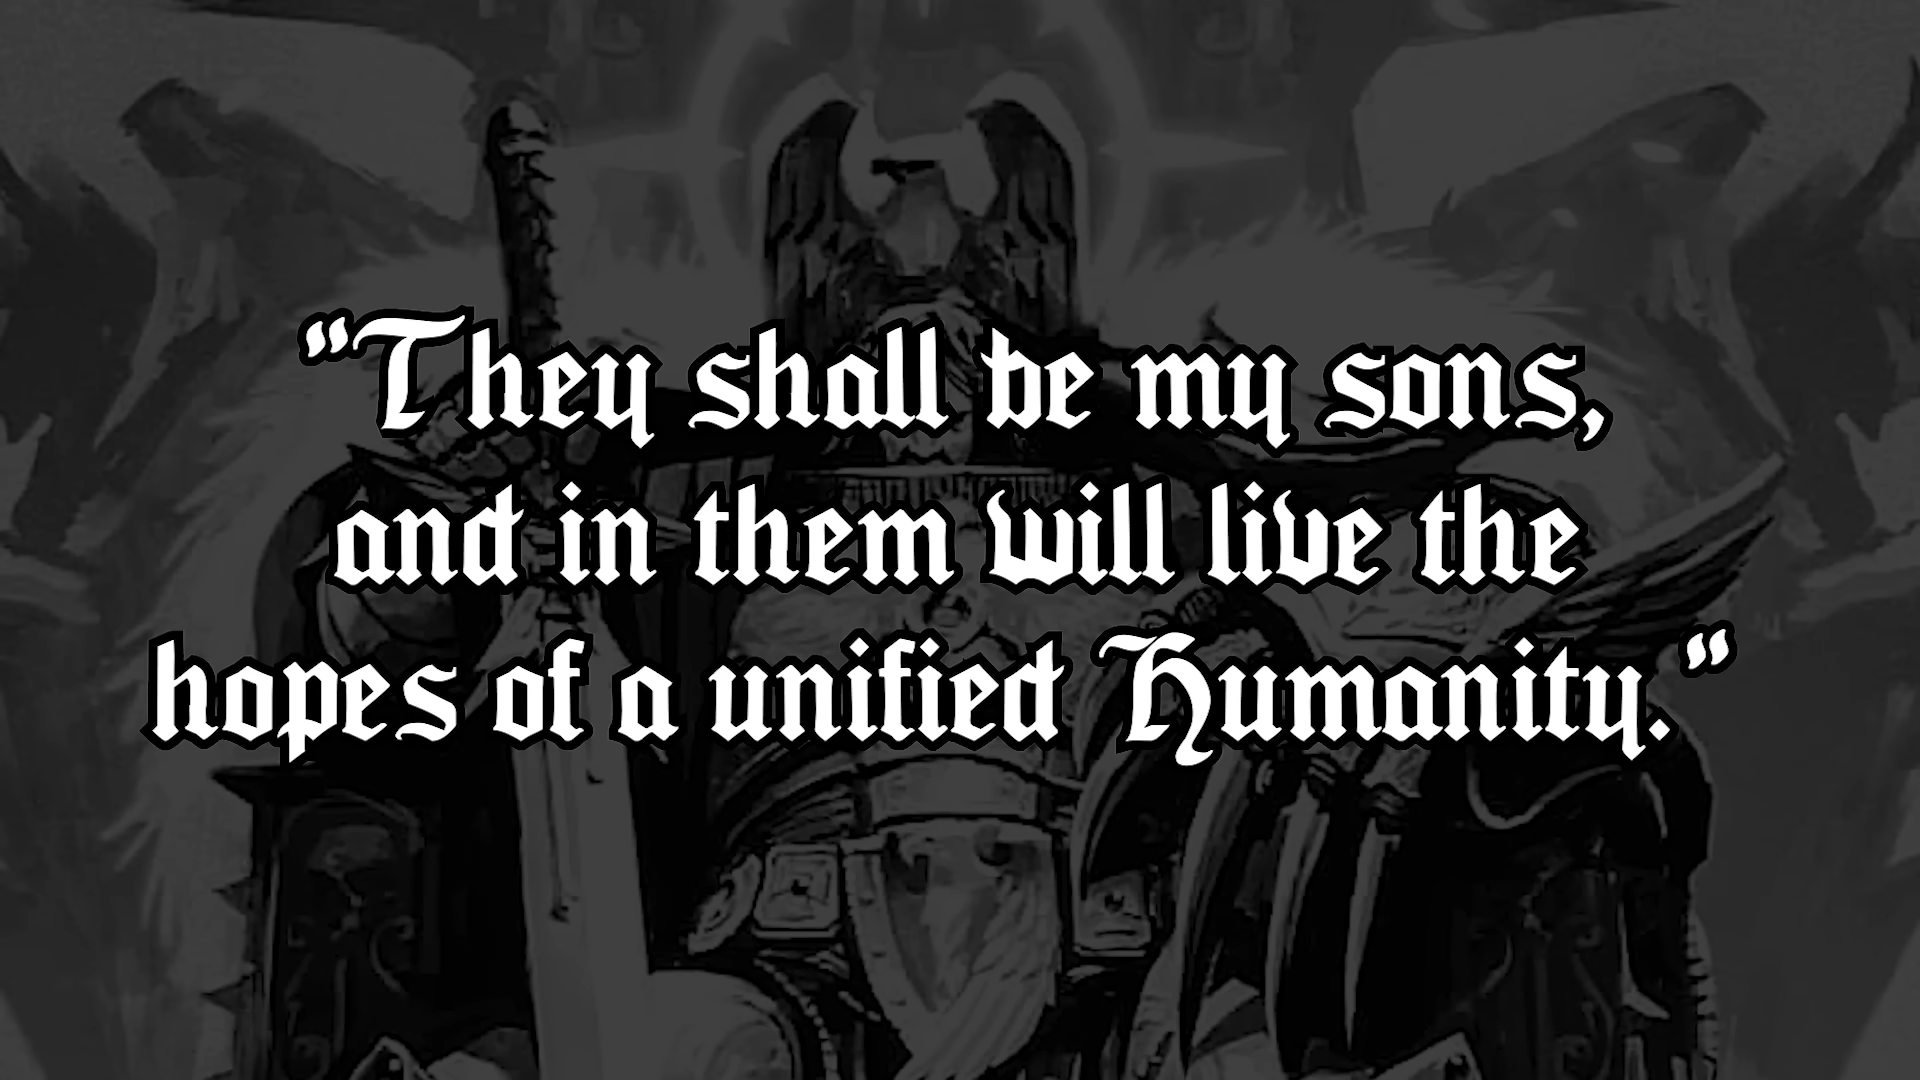 “They shall be my sons,
and in them will live the
hopes of a unified Humanity.“